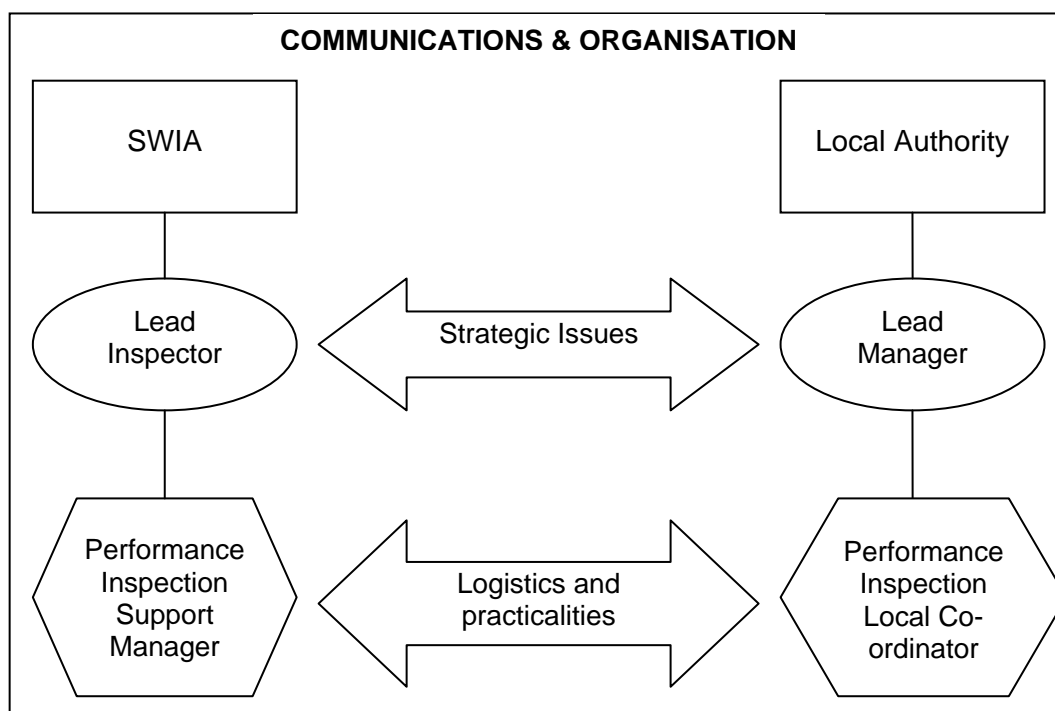 COMMUNICATIONS & ORGANISATION
SWIA
Local Authority
Lead
Inspector
Strategic Issues
Lead
Manager
Performance
Inspection
Support
Manager
Logistics and
practicalities
Performance
Inspection
Local Co-
ordinator